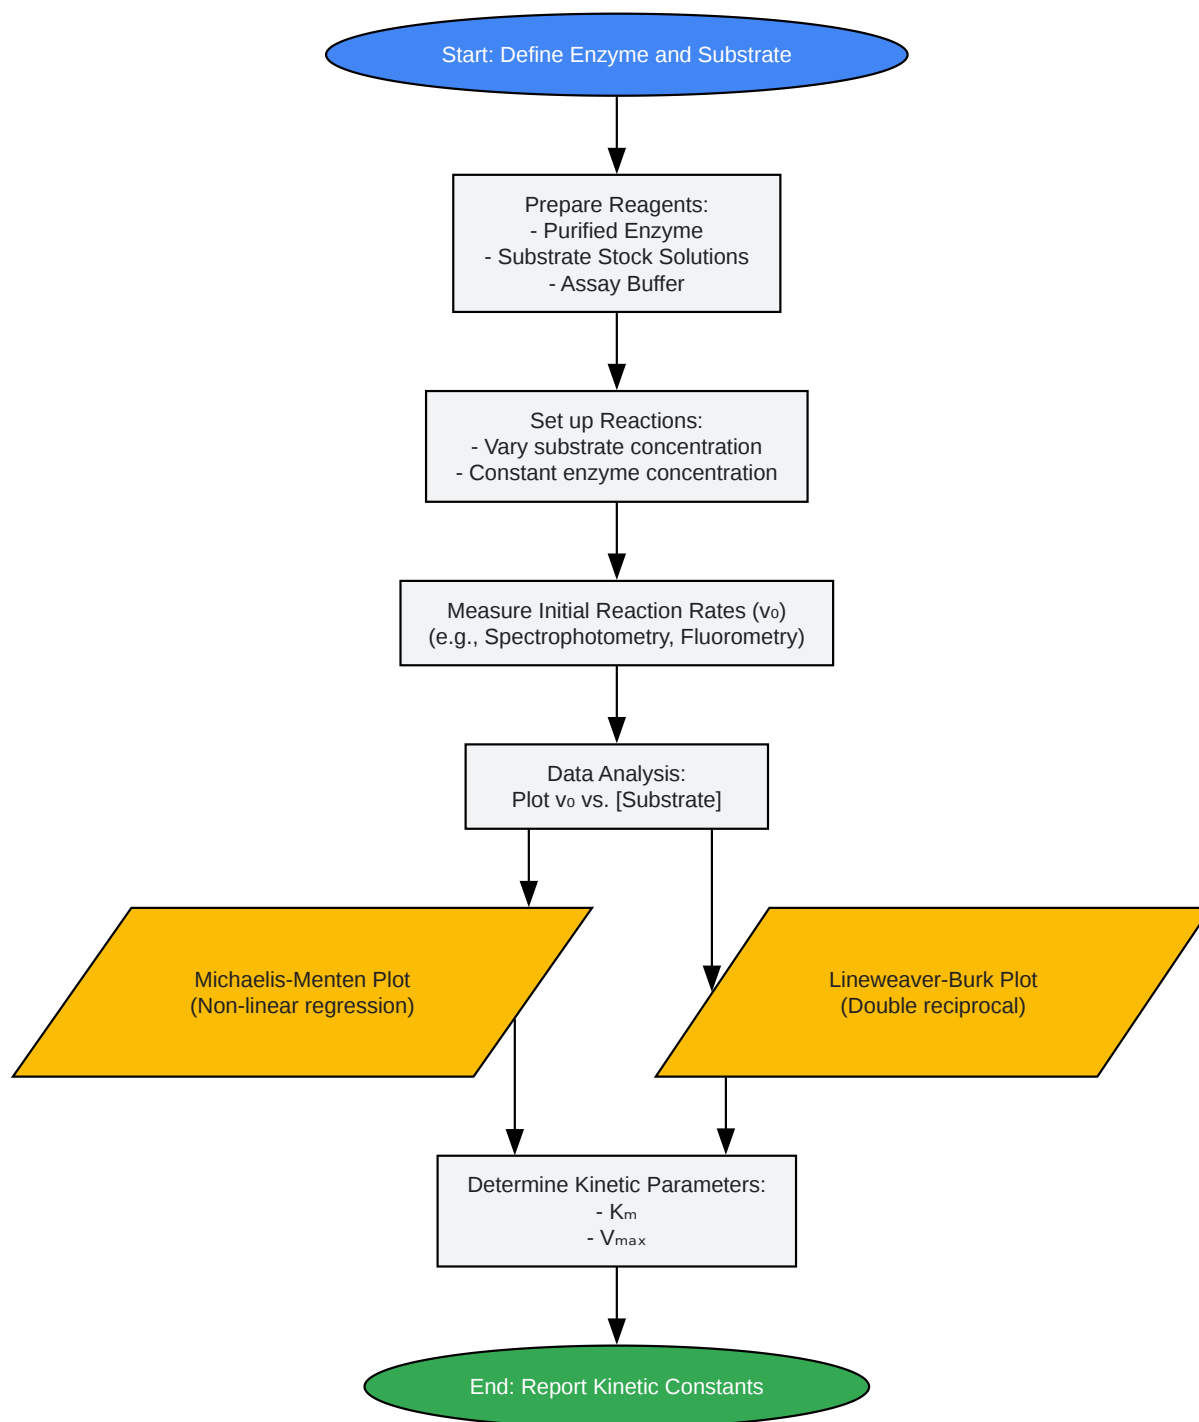 Start: Define Enzyme and Substrate
Prepare Reagents:
- Purified Enzyme
- Substrate Stock Solutions
- Assay Buffer
Set up Reactions:
- Vary substrate concentration
- Constant enzyme concentration
Measure Initial Reaction Rates (v₀)
(e.g., Spectrophotometry, Fluorometry)
Data Analysis:
Plot v₀ vs. [Substrate]
Michaelis-Menten Plot
(Non-linear regression)
Lineweaver-Burk Plot
(Double reciprocal)
Determine Kinetic Parameters:
- Kₘ
- Vₘₐₓ
End: Report Kinetic Constants